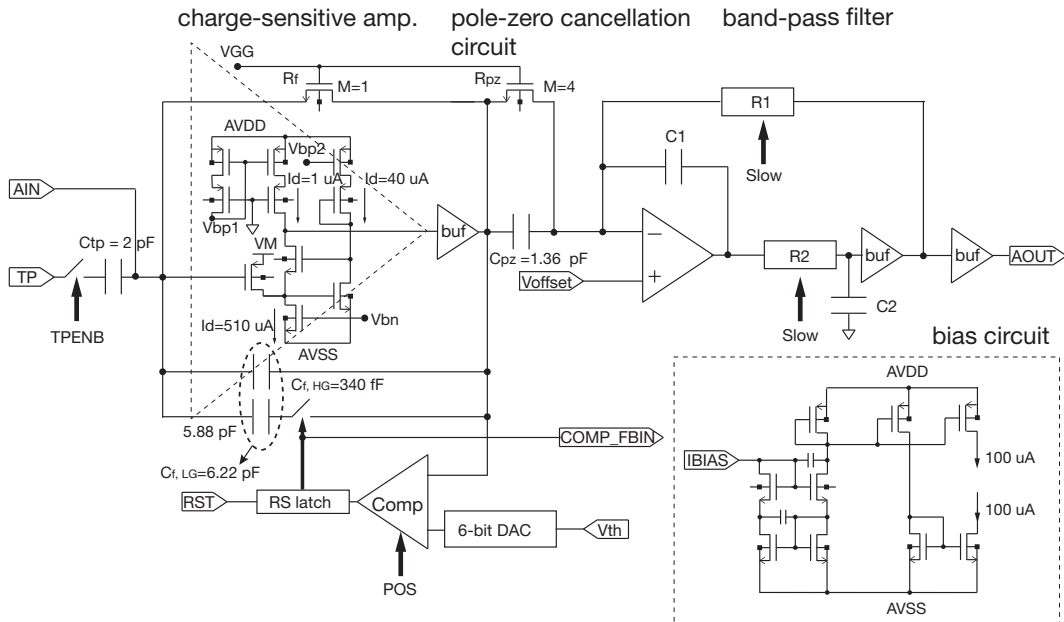 charge-sensitive amp.
pole-zero cancellation circuit
band-pass filter
VGG
Rf
M=1
Rpz
M=4
R1
C1
Slow
AVDD
Vbp2
Id=1 uA
Id=40 uA
AIN
Vbp1
Ctp = 2 pF
VM
buf
Cpz =1.36 pF
TP
TPENB
Voffset
R2
buf
buf
AOUT
C2
Slow
Id=510 uA
Vbn
AVSS
Cf, HG=340 fF
5.88 pF
Cf, LG=6.22 pF
COMP_FBIN
RST
RS latch
Comp
6-bit DAC
Vth
POS
bias circuit
AVDD
IBIAS
100 uA
100 uA
AVSS